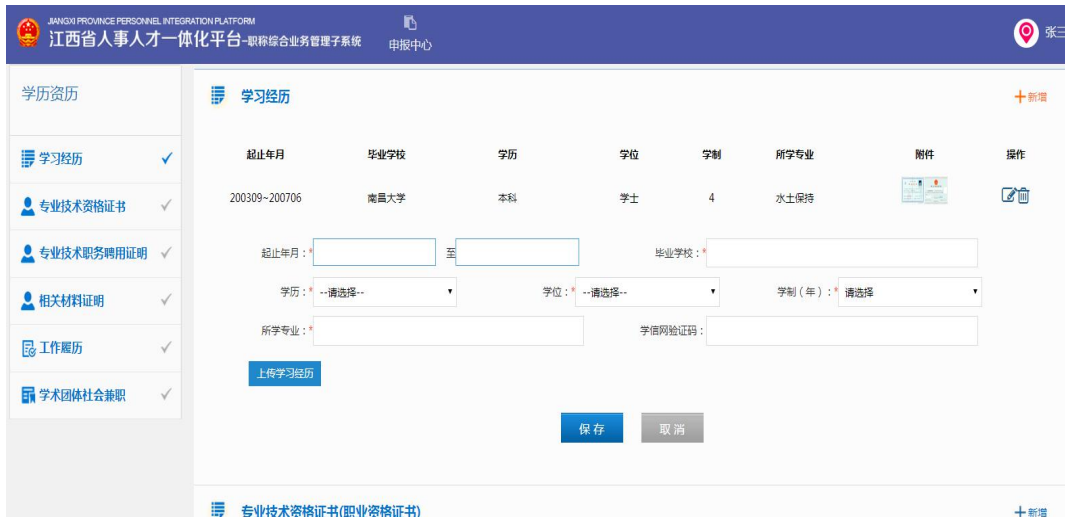 JIANGXI PROVINCE PERSONNEL INTEGRATION PLATFORM
江西省人事人才一体化平台-职称综合业务管理子系统
申报中心
张三
学历资历
学习经历
专业技术资格证书
专业技术职务聘用证明
相关材料证明
工作履历
学术团体社会兼职
学习经历
新增
起止年月 毕业学校 学历 学位 学制 所学专业 附件 操作
200309~200706 南昌大学 本科 学士 4 水土保持
起止年月：* 至 毕业学校：*
学历：* --请选择-- 学位：* --请选择-- 学制（年）：* 请选择
所学专业：* 学信网验证码：
上传学习经历
保存 取消
专业技术资格证书(职业资格证书)
新增